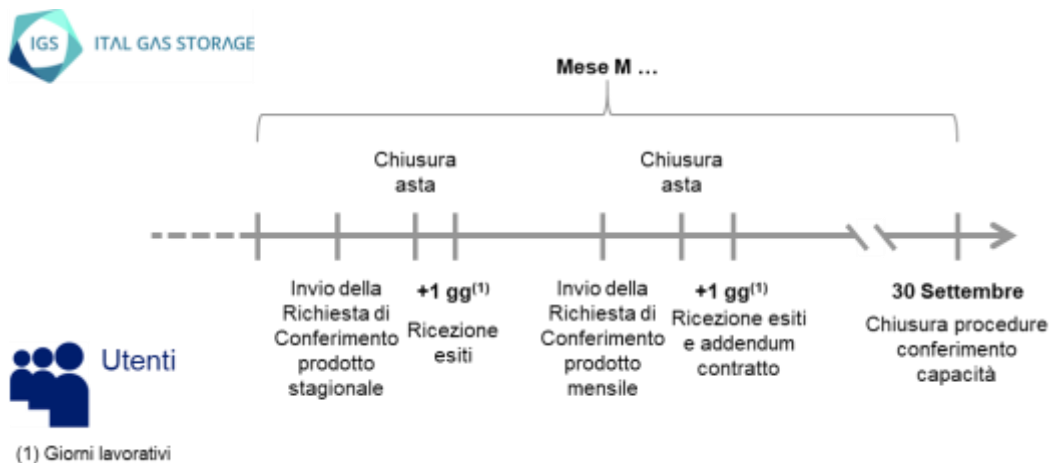 IGS ITAL GAS STORAGE
Mese M ...
Chiusura
asta
Chiusura
asta
Invio della
Richiesta di
Conferimento
prodotto
stagionale
+1 gg(1)
Ricezione
esiti
Invio della
Richiesta di
Conferimento
prodotto
mensile
+1 gg(1)
Ricezione esiti
e addendum
contratto
30 Settembre
Chiusura procedure
conferimento
capacità
Utenti
(1) Giorni lavorativi